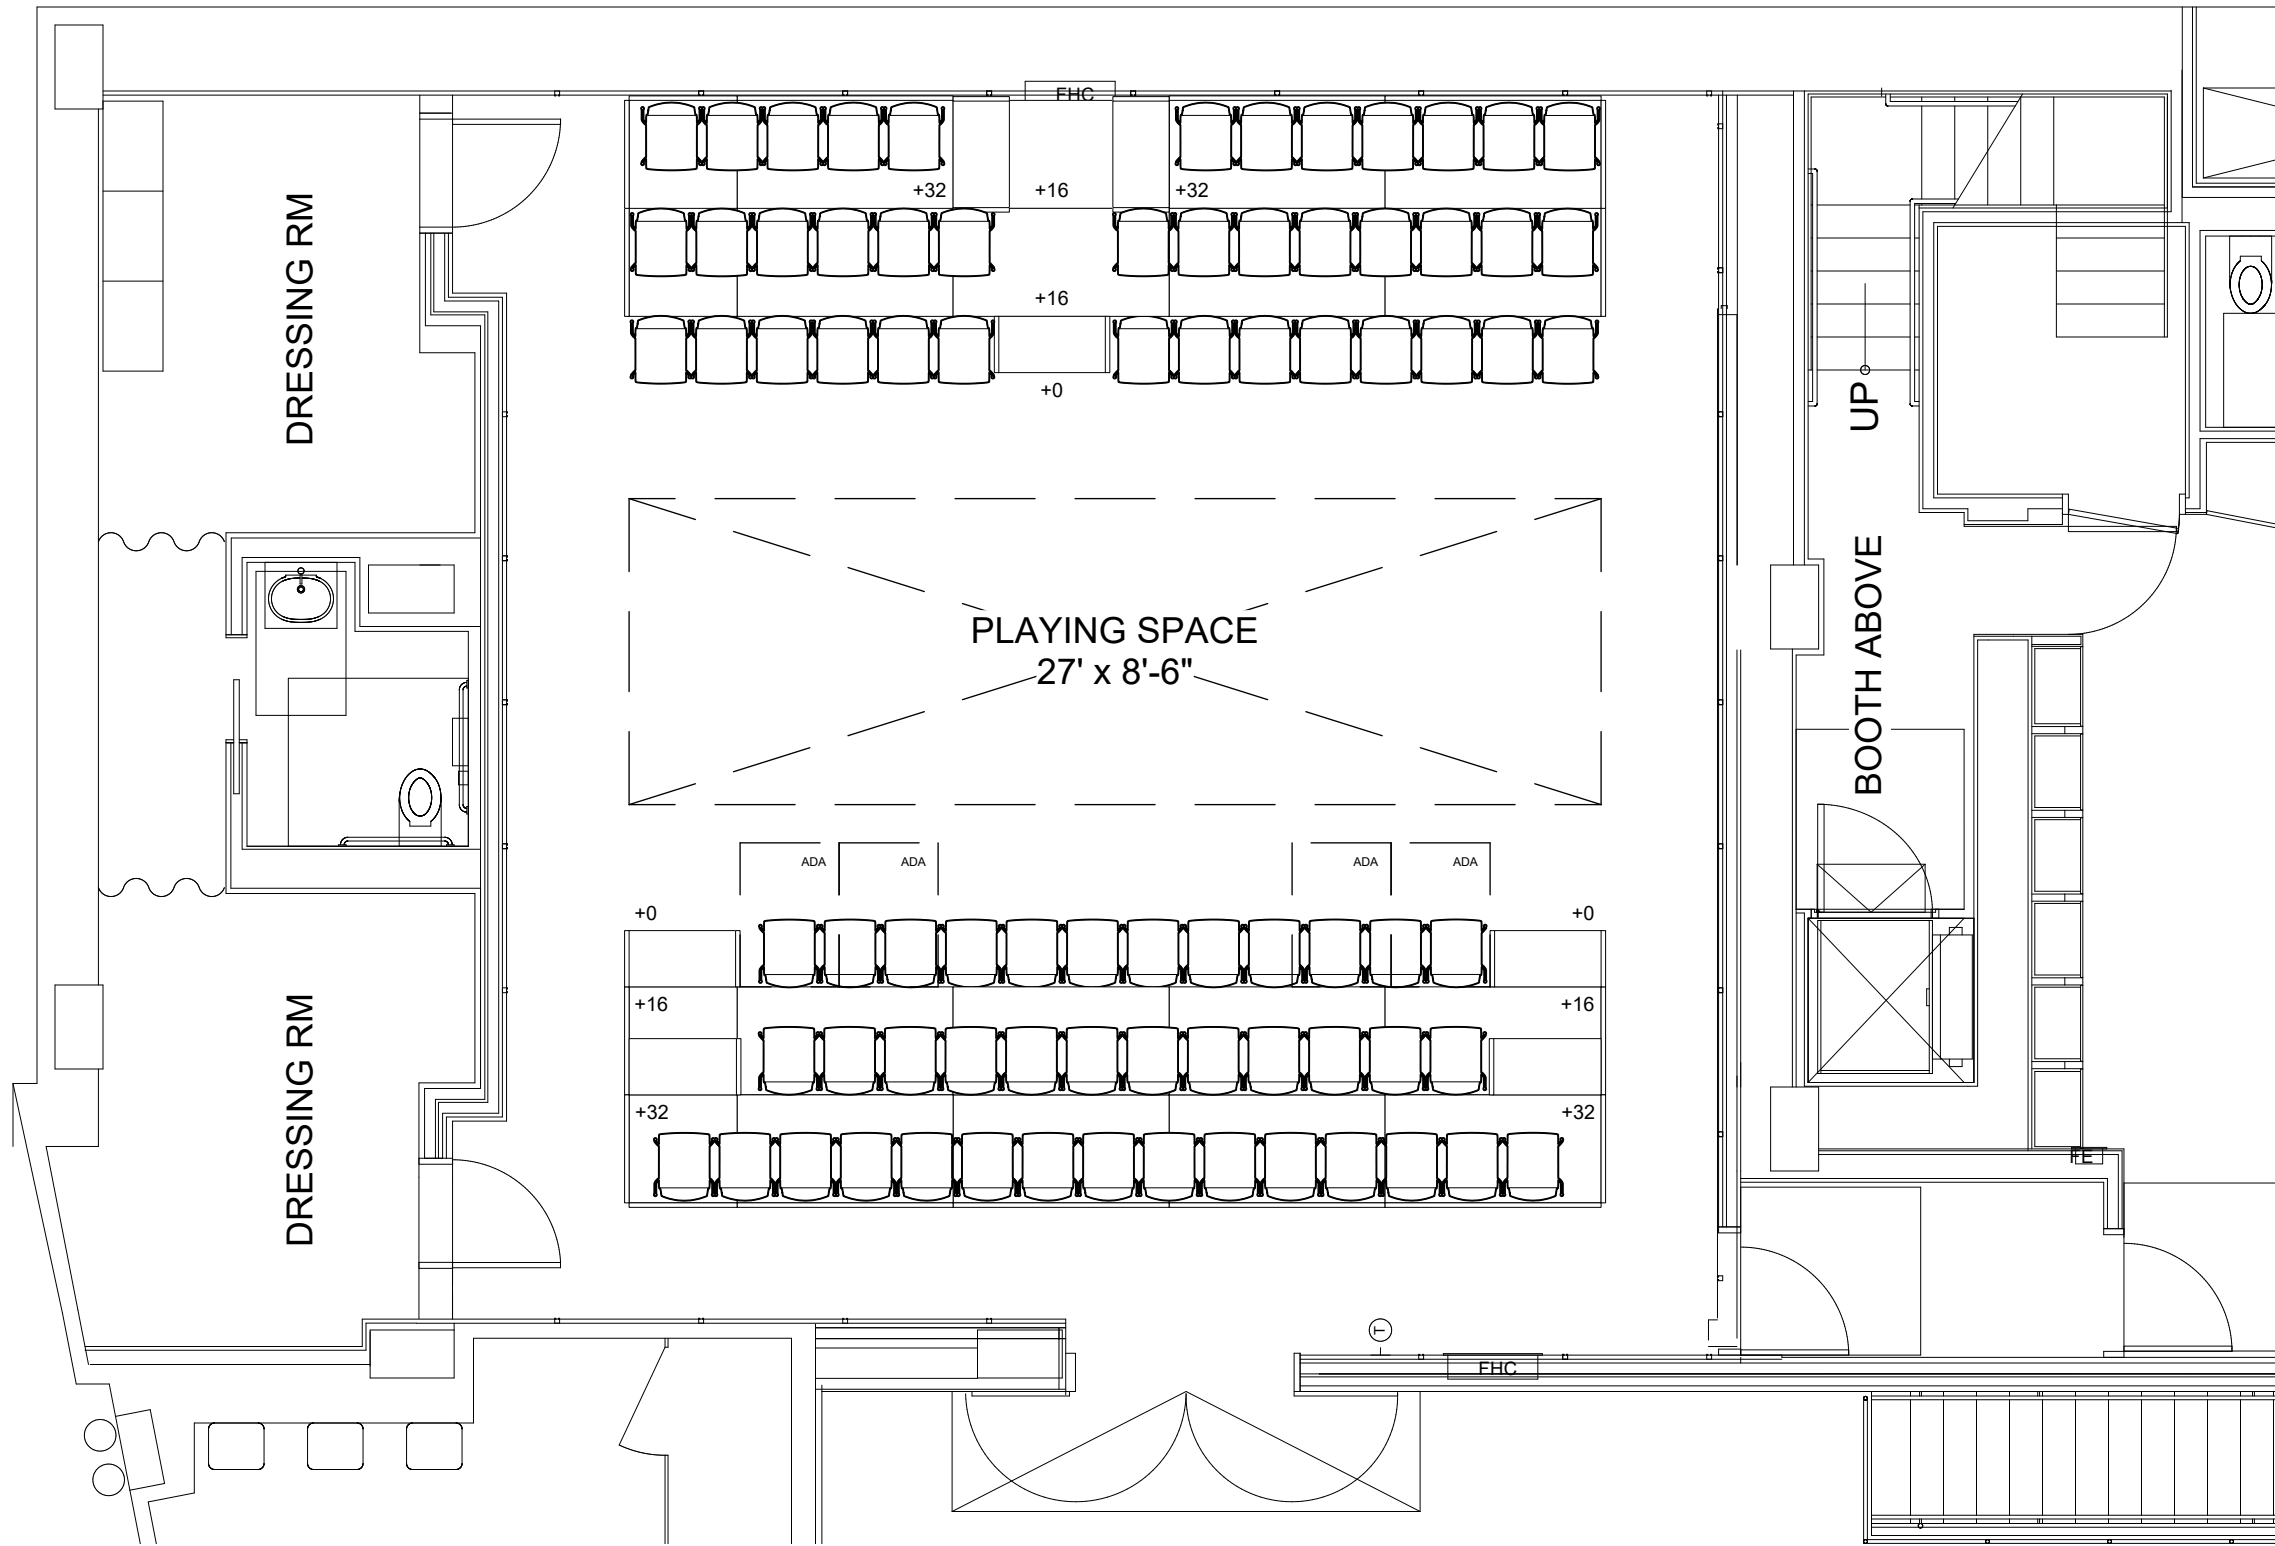 FHC
+32
+16
+32
+16
+0
DRESSING RM
UP
PLAYING SPACE
27' x 8'-6"
BOOTH ABOVE
ADA
ADA
ADA
ADA
+0
+0
+16
+16
DRESSING RM
+32
+32
FE
T
FHC